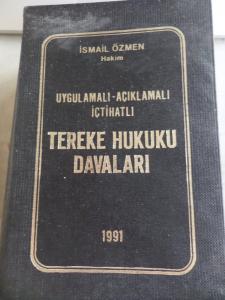 İSMAİL ÖZMEN
Hakim
UYGULAMALI-AÇIKLAMALI
İÇTİHATLI
TEREKE HUKUKU
DAVALARI
1991